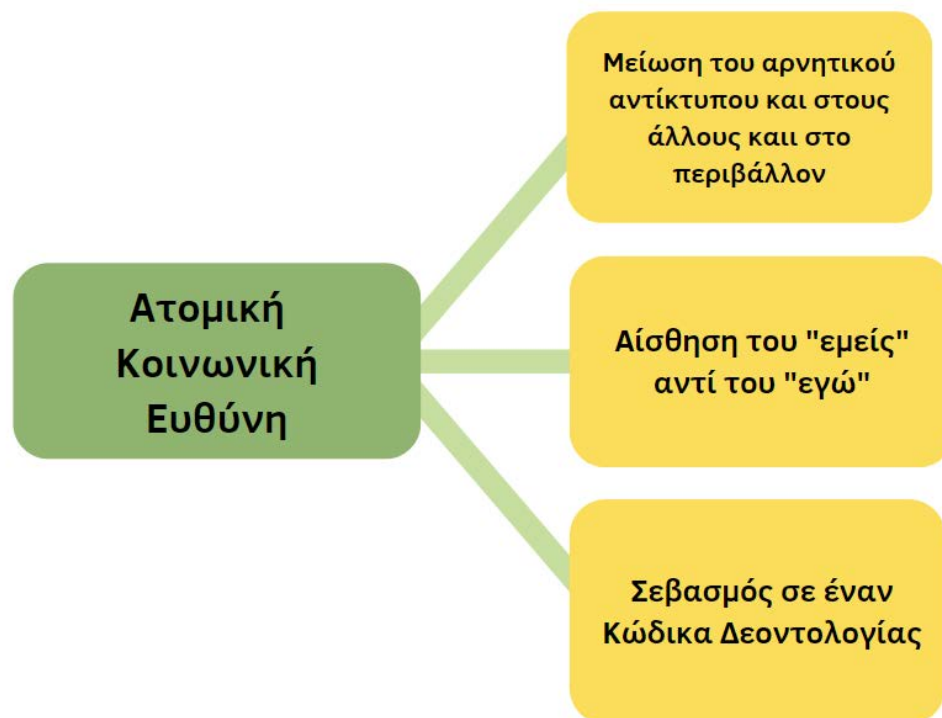 Μείωση του αρνητικού
αντίκτυπου και στους
άλλους καιι στο
περιβάλλον
Ατομική
Κοινωνική
Ευθύνη
Αίσθηση του "εμείς"
αντί του "εγώ"
Σεβασμός σε έναν
Κώδικα Δεοντολογίας